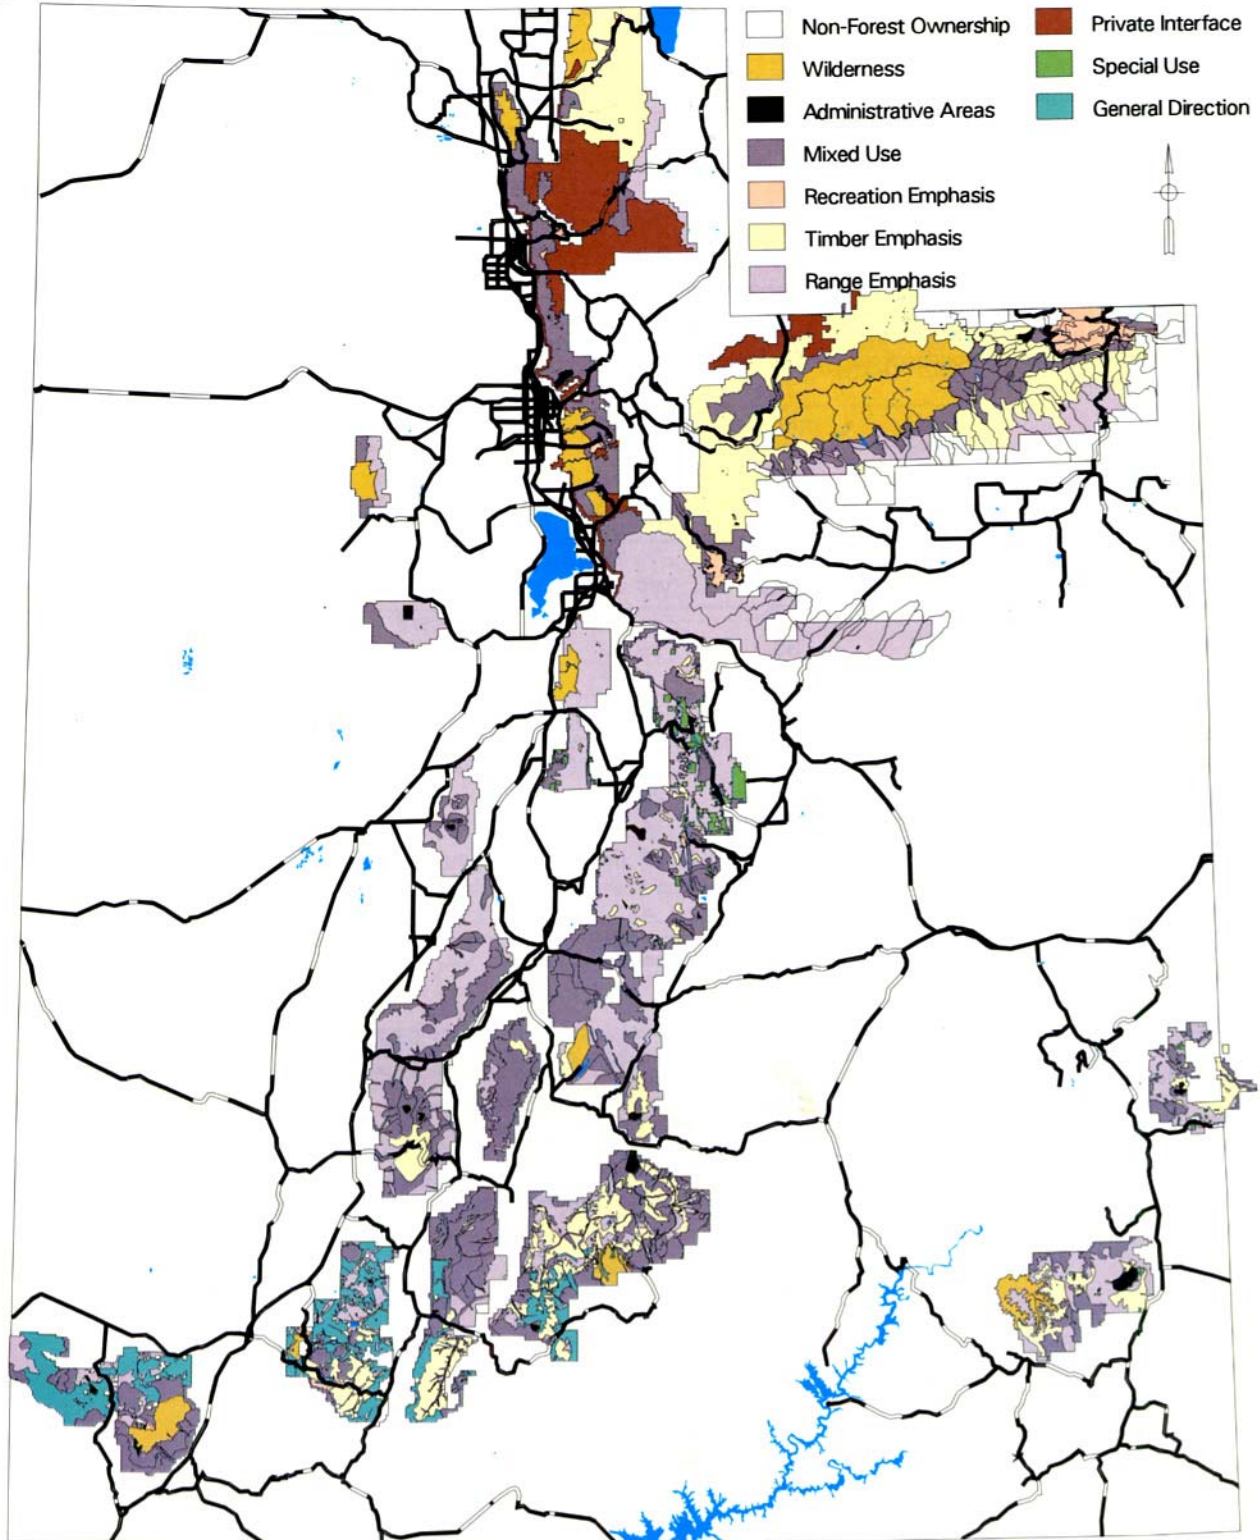 Non-Forest Ownership
Wilderness
Administrative Areas
Mixed Use
Recreation Emphasis
Timber Emphasis
Range Emphasis
Private Interface
Special Use
General Direction